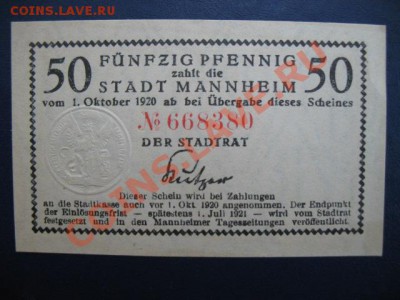 COINS.SU.RU
50 FÜNFZIG PFENNIG 50
zahlt die
STADT MANNHEIM
vom 1. Oktober 1920 ab bei Übergabe dieses Scheines
№ 668380
DER STADTRAT
Kutzer
Dieser Schein wird bei Zahlungen
an die Stadtkasse auch vor 1. Okt 1920 angenommen. Der Endpunkt
der Einlösungsfrist – spätestens 1. Juli 1921 – wird vom Stadtrat
festgesetzt und in den Mannheimer Tageszeitungen veröffentlicht.